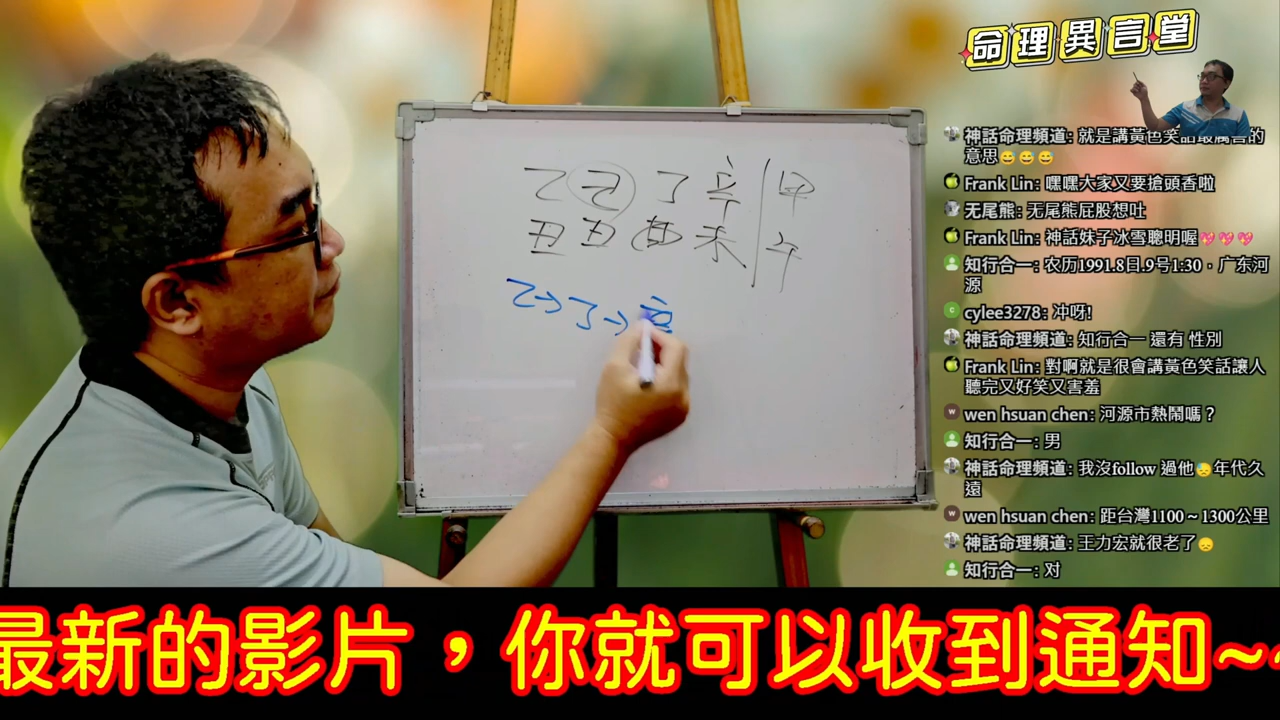 命理異言堂
乙 己 丁 辛 甲
丑 丑 酉 未 午
乙→丁→
神話命理頻道: 就是講黃色笑話最厲害的
意思😅😅😅
Frank Lin: 嘿嘿大家又要搶頭香啦
无尾熊: 无尾熊屁股想吐
Frank Lin: 神話妹子冰雪聰明喔💖💖💖
知行合一: 农历1991.8日.9号1:30，广东河
源
cylee3278: 冲呀!
神話命理頻道: 知行合一 還有 性別
Frank Lin: 對啊就是很會講黃色笑話讓人
聽完又好笑又害羞
wen hsuan chen: 河源市熱鬧嗎？
知行合一: 男
神話命理頻道: 我沒follow 過他😓年代久
遠
wen hsuan chen: 距台灣1100～1300公里
神話命理頻道: 王力宏就很老了😞
知行合一: 对
最新的影片，你就可以收到通知~~